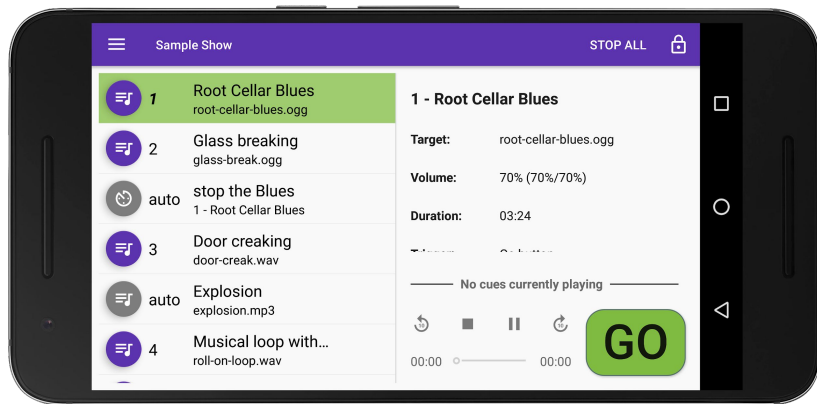 Sample Show
STOP ALL
1
Root Cellar Blues
root-cellar-blues.ogg
2
Glass breaking
glass-break.ogg
auto
stop the Blues
1 - Root Cellar Blues
3
Door creaking
door-creak.wav
auto
Explosion
explosion.mp3
4
Musical loop with…
roll-on-loop.wav
1 - Root Cellar Blues
Target: root-cellar-blues.ogg
Volume: 70% (70%/70%)
Duration: 03:24
No cues currently playing
10
10
00:00
00:00
GO